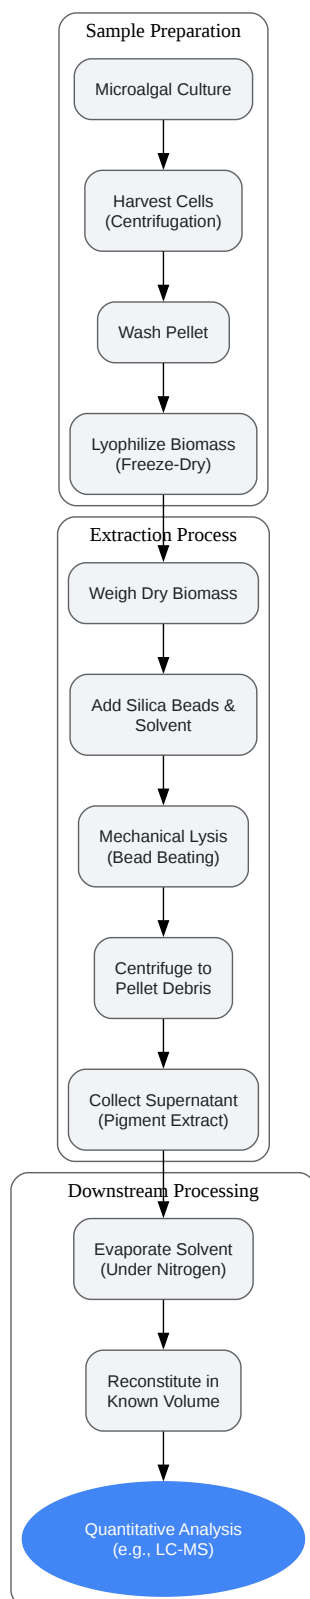 Sample Preparation
Microalgal Culture
Harvest Cells
(Centrifugation)
Wash Pellet
Lyophilize Biomass
(Freeze-Dry)
Extraction Process
Weigh Dry Biomass
Add Silica Beads &
Solvent
Mechanical Lysis
(Bead Beating)
Centrifuge to
Pellet Debris
Collect Supernatant
(Pigment Extract)
Downstream Processing
Evaporate Solvent
(Under Nitrogen)
Reconstitute in
Known Volume
Quantitative Analysis
(e.g., LC-MS)